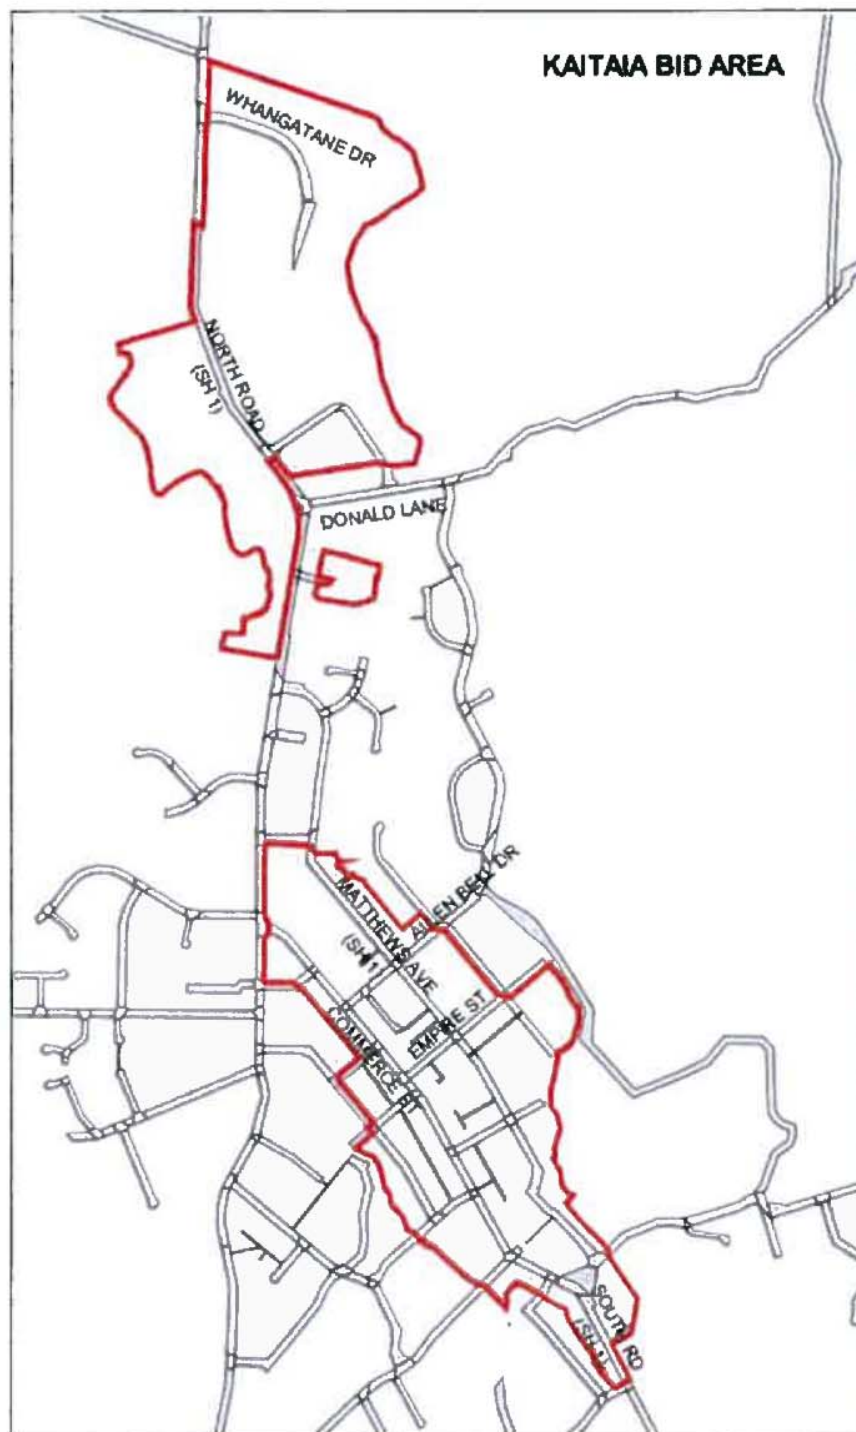 KAITAIA BID AREA
WHANGATANE DR
NORTH ROAD
(SH 1)
DONALD LANE
ALLEN BELL DR
MATTHEWS AVE
(SH 1
EMPIRE ST
COMMERCE ST
SOUTH RD
(SH 1)